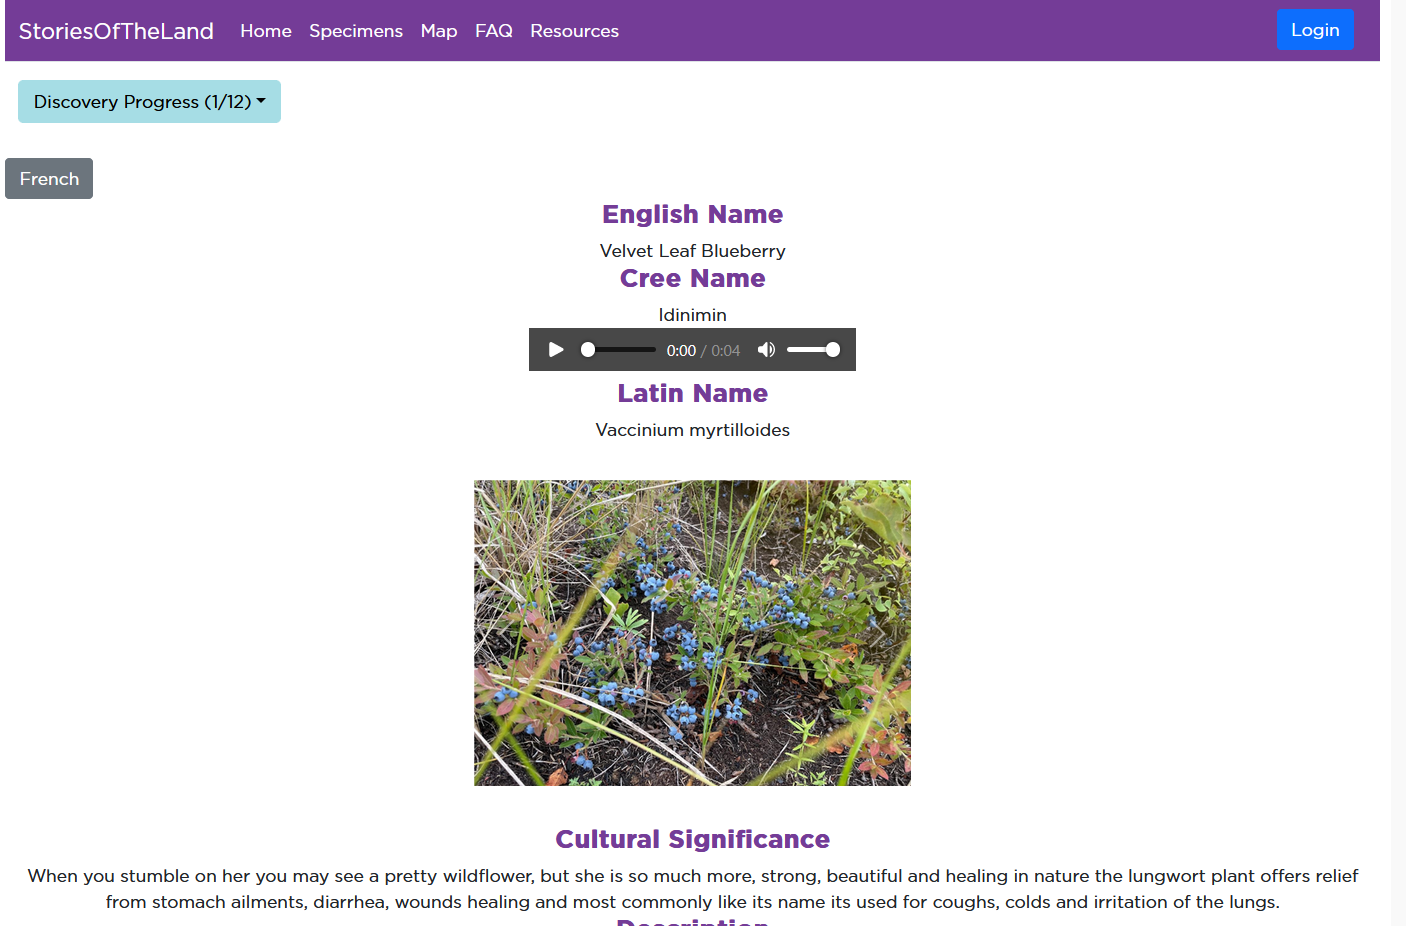 StoriesOfTheLand Home Specimens Map FAQ Resources Login
Discovery Progress (1/12)
French
English Name
Velvet Leaf Blueberry
Cree Name
Idinimin
0:00 / 0:04
Latin Name
Vaccinium myrtilloides
Cultural Significance
When you stumble on her you may see a pretty wildflower, but she is so much more, strong, beautiful and healing in nature the lungwort plant offers relief
from stomach ailments, diarrhea, wounds healing and most commonly like its name its used for coughs, colds and irritation of the lungs.
Description